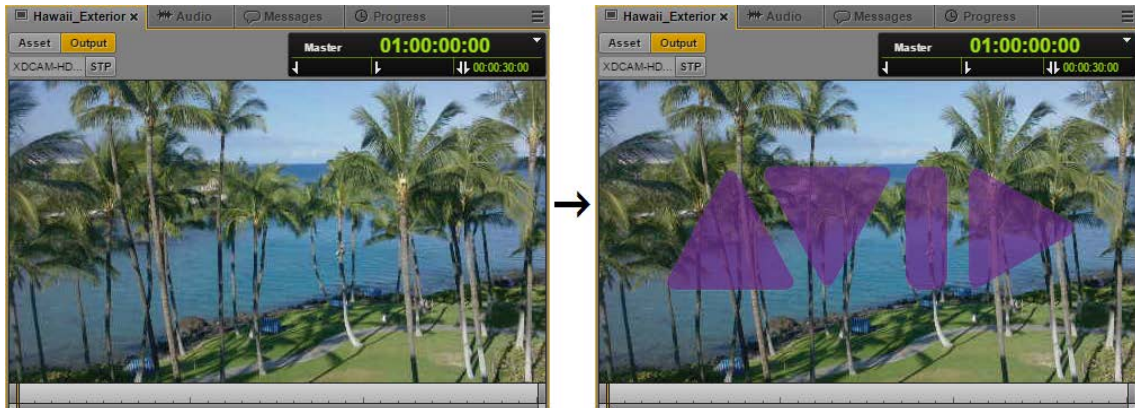 Hawaii_Exterior x Audio Messages Progress
Asset Output
Master 01:00:00:00
XDCAM-HD... STP
00:00:30:00
Hawaii_Exterior x Audio Messages Progress
Asset Output
Master 01:00:00:00
XDCAM-HD... STP
00:00:30:00
AVID